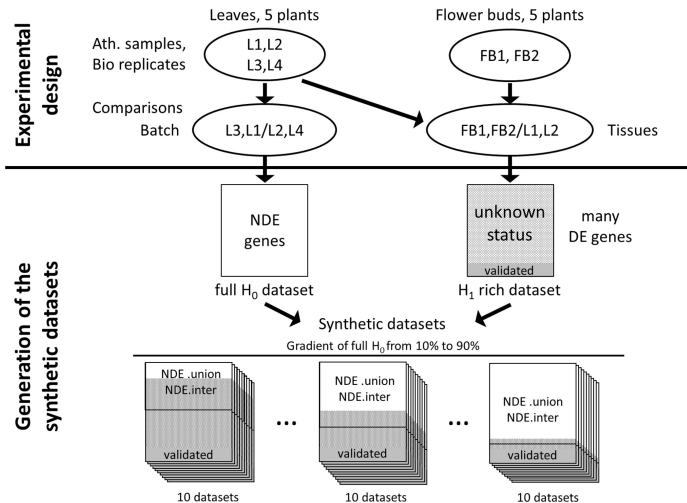 Experimental
design
Leaves, 5 plants
Flower buds, 5 plants
Ath. samples,
Bio replicates
L1,L2
L3,L4
FB1, FB2
Comparisons
Batch
L3,L1/L2,L4
FB1,FB2/L1,L2
Tissues
Generation of the
synthetic datasets
NDE
genes
unknown
status
validated
many
DE genes
full H₀ dataset
H₁ rich dataset
Synthetic datasets
Gradient of full H₀ from 10% to 90%
NDE .union
NDE.inter
validated
...
NDE .union
NDE.inter
validated
...
NDE .union
NDE.inter
validated
10 datasets
10 datasets
10 datasets